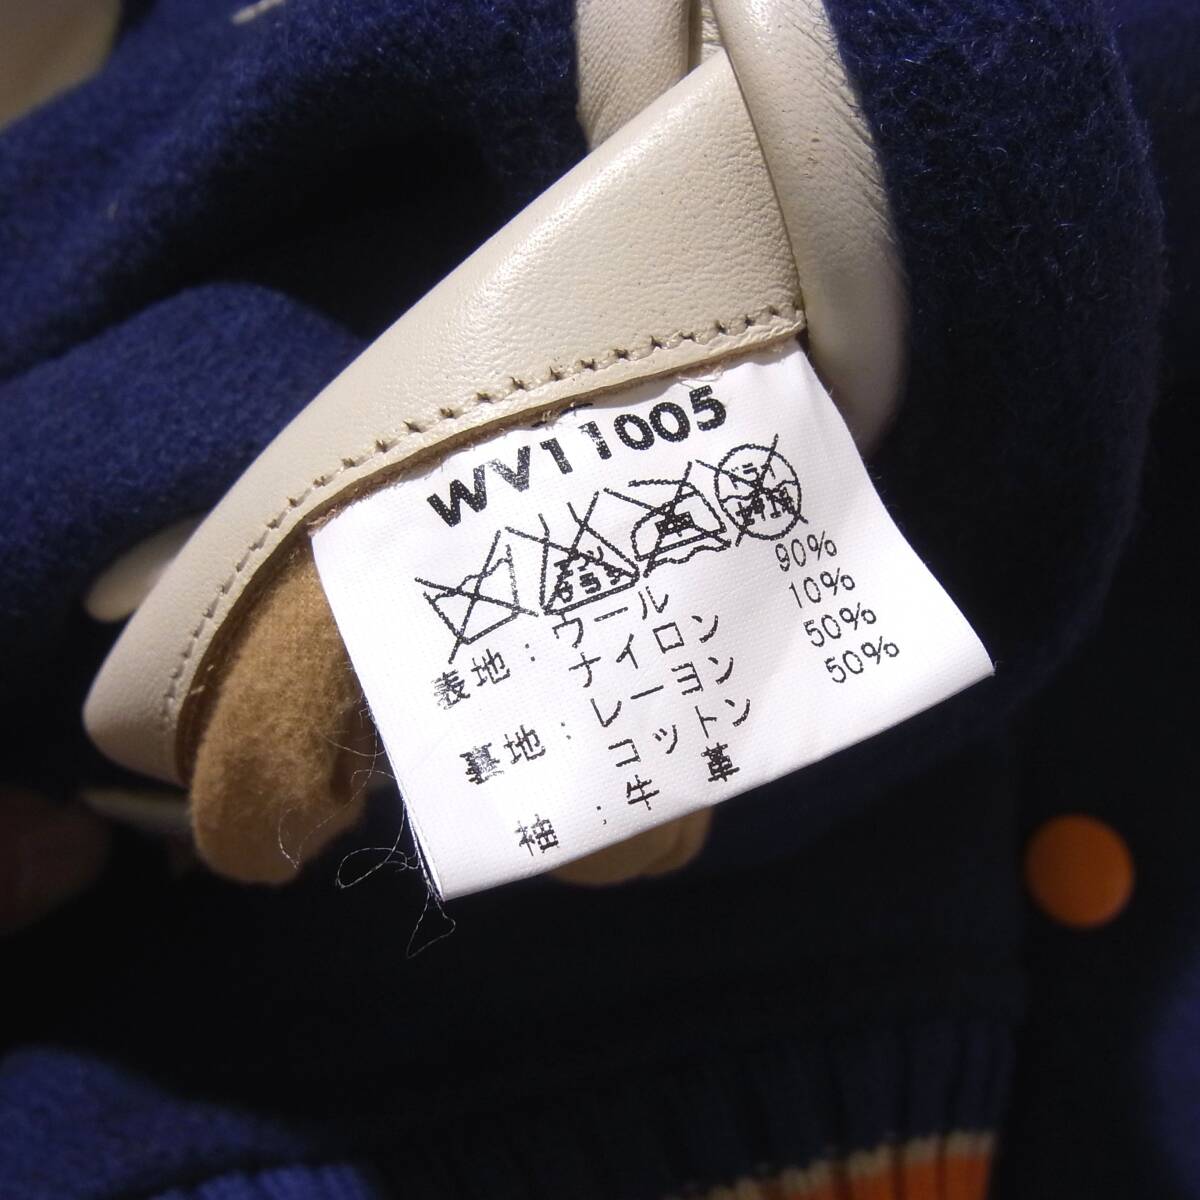 WV11005
表地：ウール 90%
ナイロン 10%
裏地：レーヨン 50%
コットン 50%
袖：牛 革